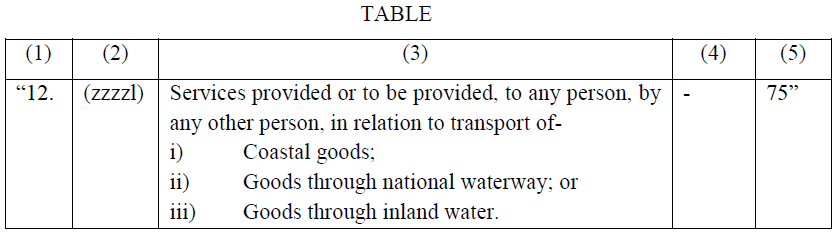 TABLE
(1) (2) (3) (4) (5)
“12. (zzzzl) Services provided or to be provided, to any person, by - 75”
any other person, in relation to transport of-
i) Coastal goods;
ii) Goods through national waterway; or
iii) Goods through inland water.